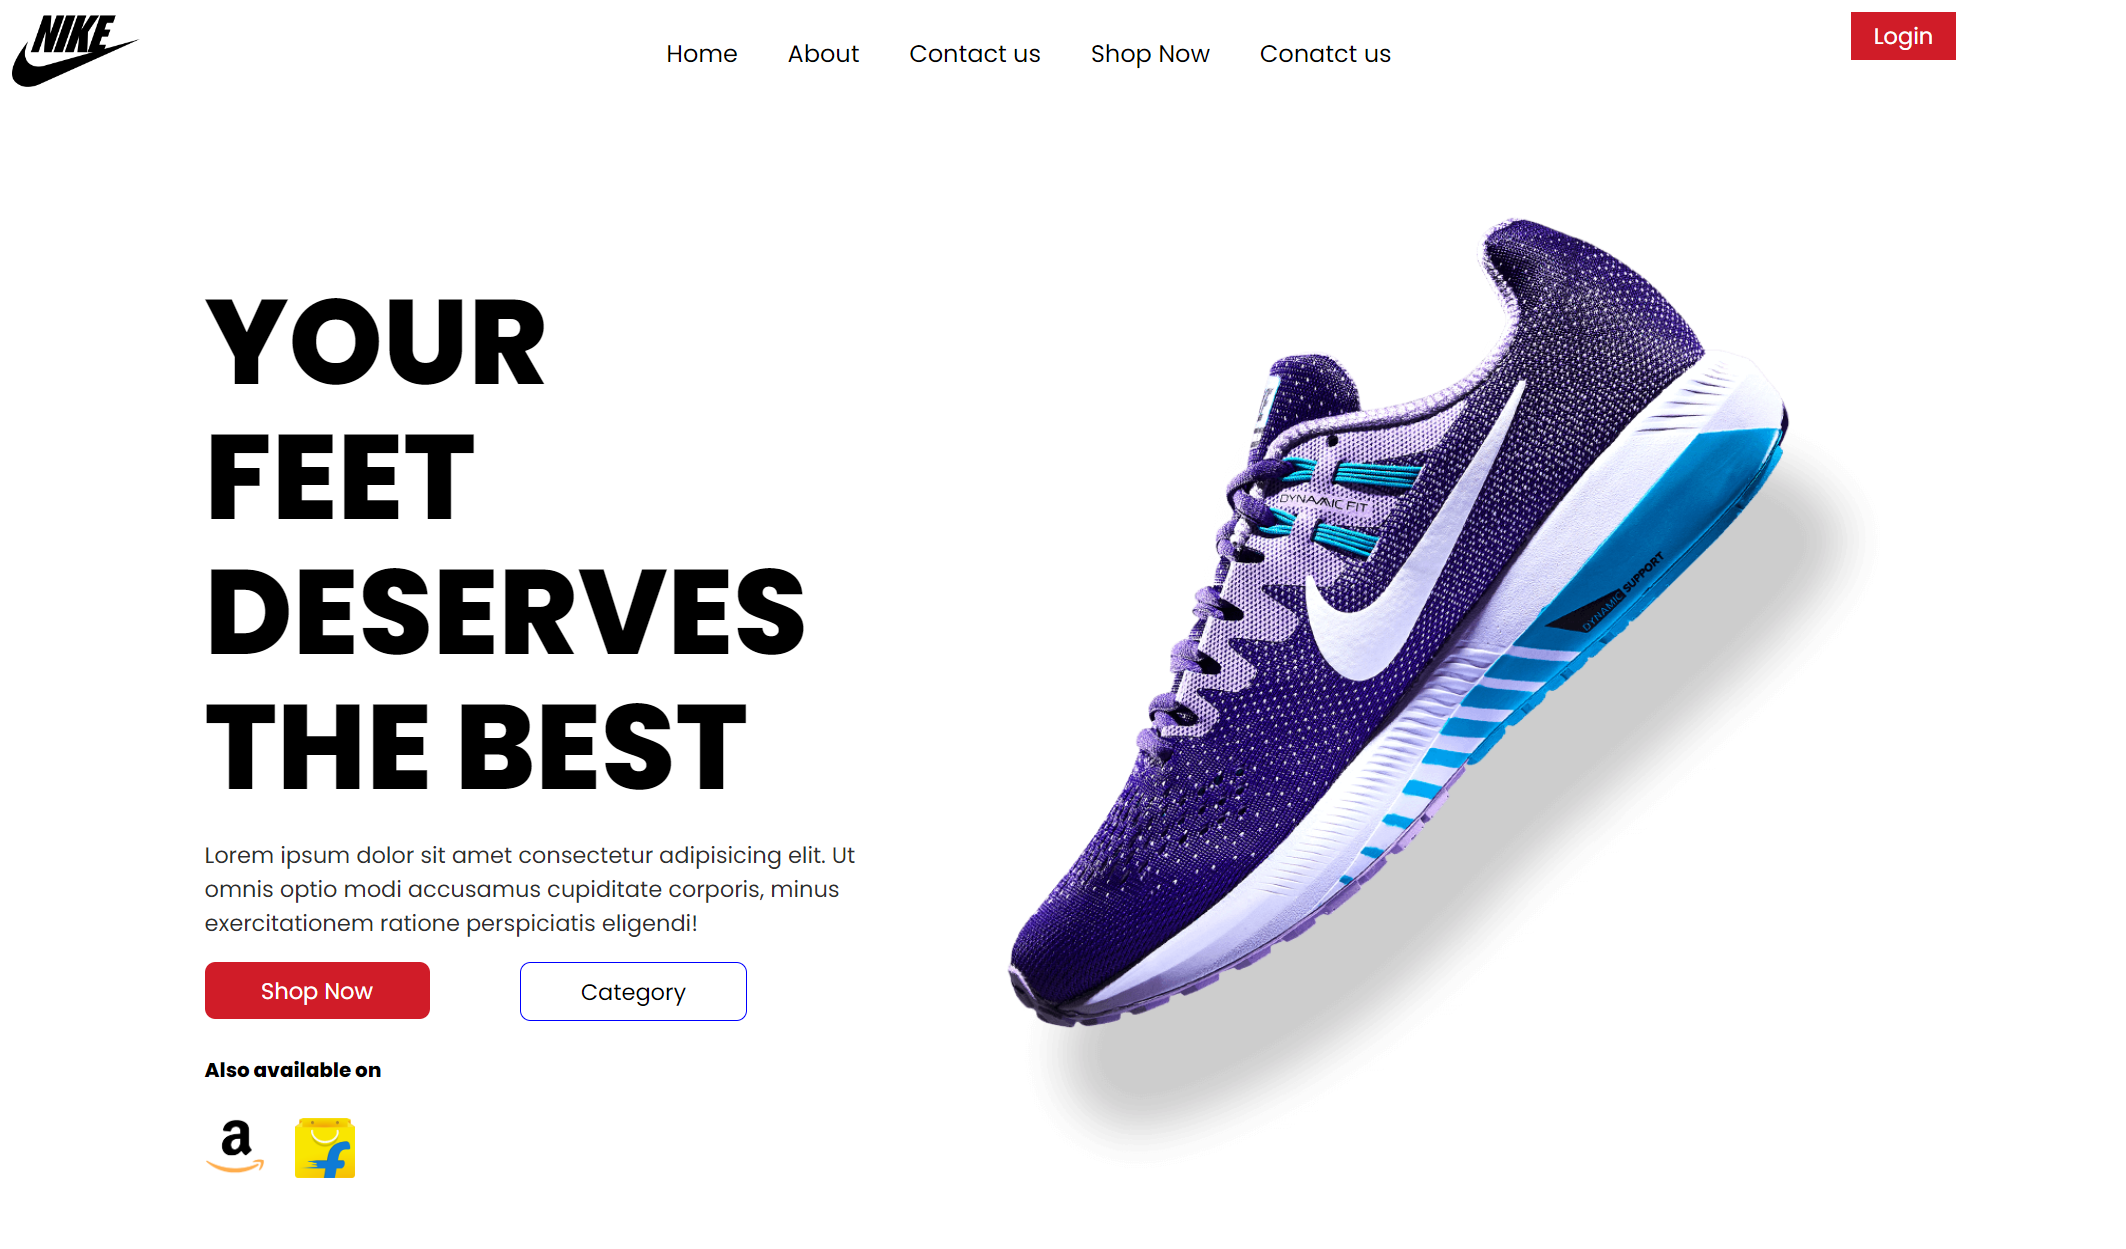 NIKE
Home
About
Contact us
Shop Now
Conatct us
Login
YOUR
FEET
DESERVES
THE BEST
DYNAMIC FIT
DYNAMIC SUPPORT
Lorem ipsum dolor sit amet consectetur adipisicing elit. Ut
omnis optio modi accusamus cupiditate corporis, minus
exercitationem ratione perspiciatis eligendi!
Shop Now
Category
Also available on
a
f